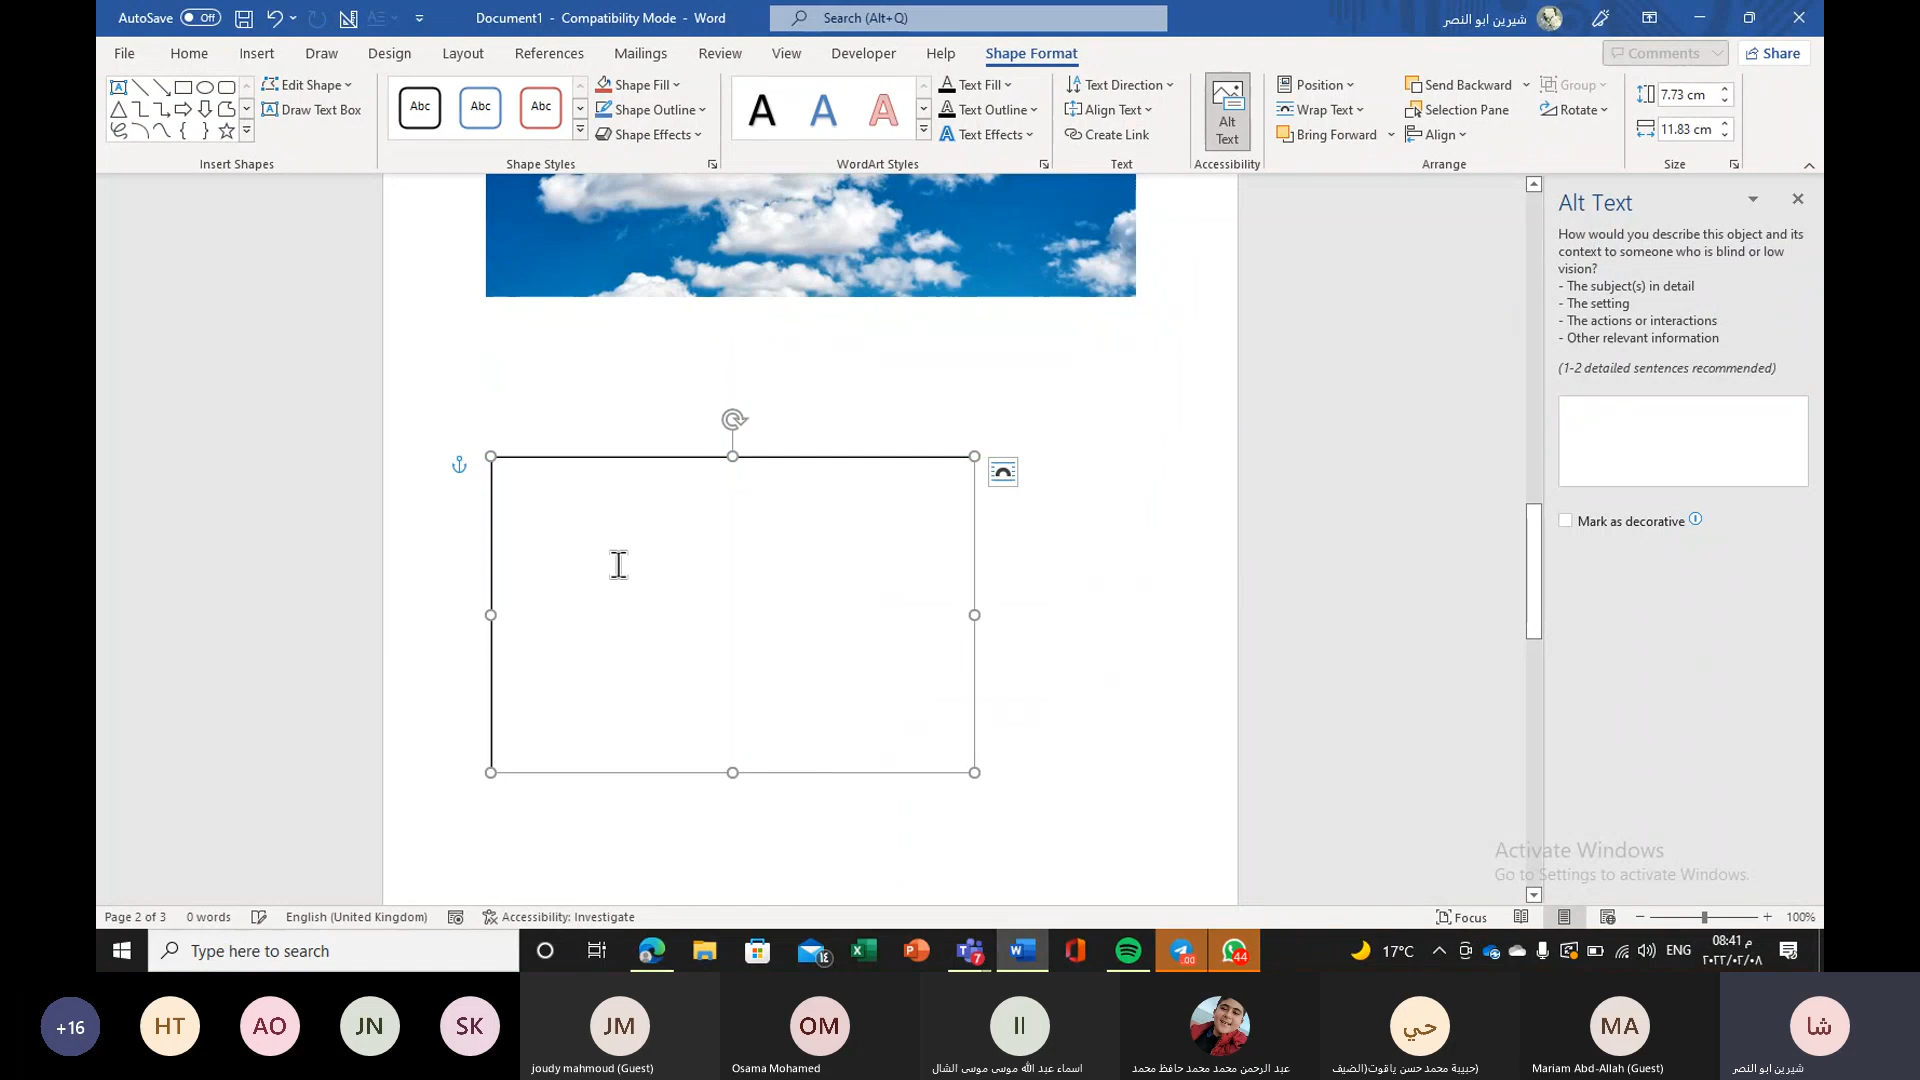 AutoSave Off
Document1 - Compatibility Mode - Word
Search (Alt+Q)
شيرين ابو النصر
File Home Insert Draw Design Layout References Mailings Review View Developer Help Shape Format
Comments Share
Edit Shape
Draw Text Box
Insert Shapes
Abc Abc Abc
Shape Fill
Shape Outline
Shape Effects
Shape Styles
A A A
Text Fill
Text Outline
Text Effects
WordArt Styles
Text Direction
Align Text
Create Link
Text
Alt
Text
Accessibility
Position
Wrap Text
Bring Forward
Send Backward
Selection Pane
Align
Group
Rotate
Arrange
7.73 cm
11.83 cm
Size
Alt Text
How would you describe this object and its
context to someone who is blind or low
vision?
- The subject(s) in detail
- The setting
- The actions or interactions
- Other relevant information
(1-2 detailed sentences recommended)
Mark as decorative
Activate Windows
Go to Settings to activate Windows.
Page 2 of 3 0 words English (United Kingdom) Accessibility: Investigate
Focus 100%
Type here to search
١٤
7
.00
44
17°C
ENG
08:41 م
٢٠٢٢/٠٢/٠٨
+16 HT AO JN SK JM OM اا حي MA شا
joudy mahmoud (Guest)
Osama Mohamed
اسماء عبد الله موسى موسى الشال
عبد الرحمن محمد محمد حافظ محمد
حبيبة محمد حسن ياقوت(الضيف)
Mariam Abd-Allah (Guest)
شيرين ابو النصر